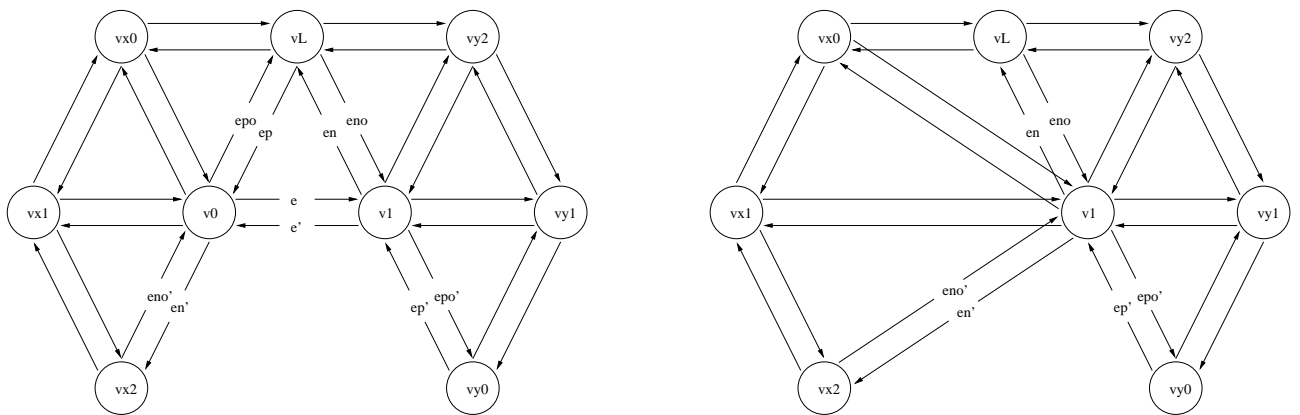 vx0 vL vy2 vx0 vL vy2
epo eno eno
ep en en
vx1 v0 e v1 vy1 vx1 v1 vy1
e'
eno' epo' eno' epo'
en' ep' en' ep'
vx2 vy0 vx2 vy0